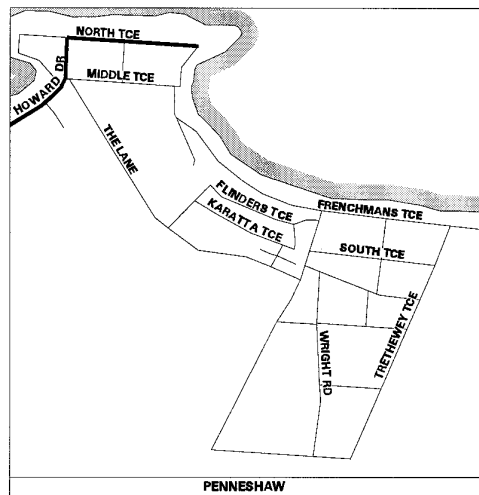 NORTH TCE
HOWARD DR
MIDDLE TCE
THE LANE
FLINDERS TCE
FRENCHMANS TCE
KARATTA TCE
SOUTH TCE
WRIGHT RD
TRETHEWEY TCE
PENNESHAW